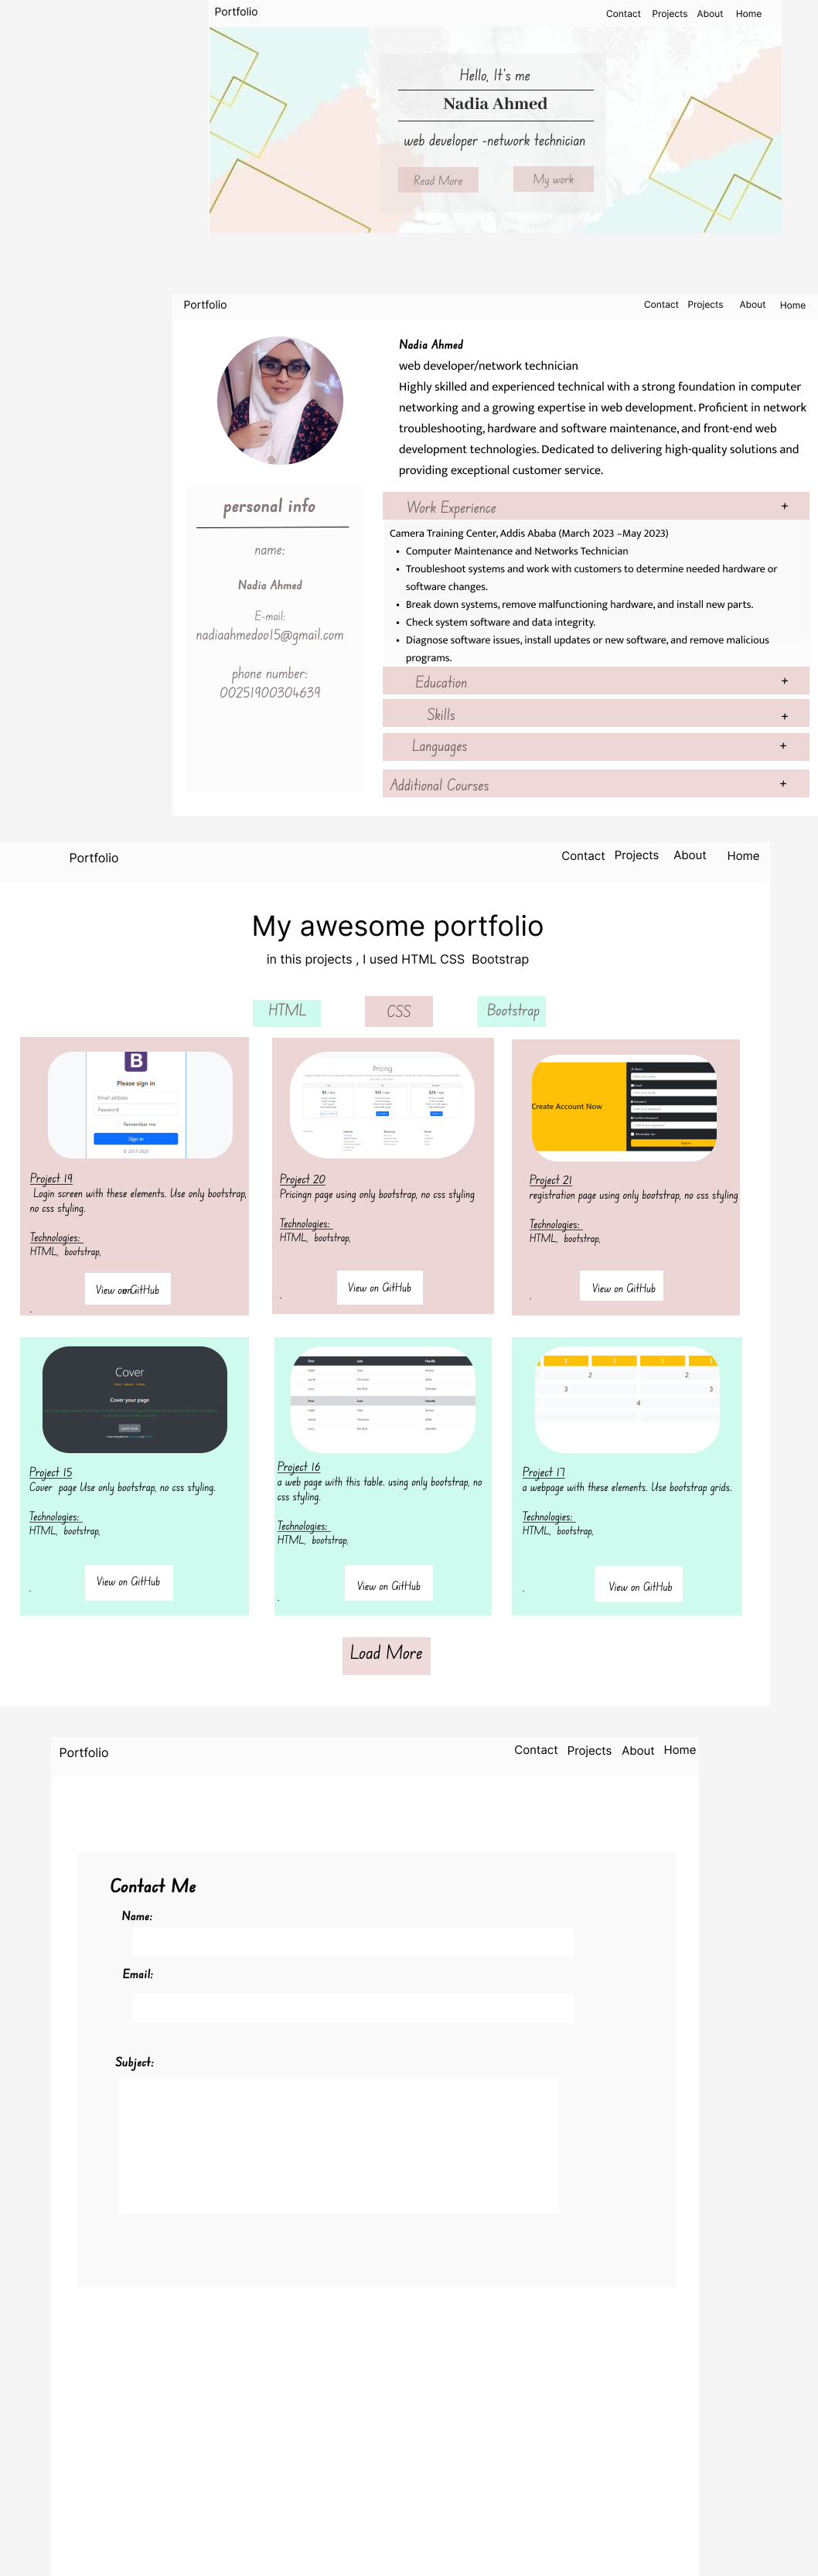 Portfolio
Contact Projects About Home
Hello, It's me
Nadia Ahmed
web developer -network technician
Read More
My work
Portfolio
Contact Projects About Home
Nadia Ahmed
web developer/network technician
Highly skilled and experienced technical with a strong foundation in computer
networking and a growing expertise in web development. Proficient in network
troubleshooting, hardware and software maintenance, and front-end web
development technologies. Dedicated to delivering high-quality solutions and
providing exceptional customer service.
personal info
name:
Nadia Ahmed
E-mail:
nadiaahmedoo15@gmail.com
phone number:
00251900304639
Work Experience +
Camera Training Center, Addis Ababa (March 2023 –May 2023)
• Computer Maintenance and Networks Technician
• Troubleshoot systems and work with customers to determine needed hardware or
software changes.
• Break down systems, remove malfunctioning hardware, and install new parts.
• Check system software and data integrity.
• Diagnose software issues, install updates or new software, and remove malicious
programs.
Education +
Skills +
Languages +
Additional Courses +
Portfolio
Contact Projects About Home
My awesome portfolio
in this projects , I used HTML CSS Bootstrap
HTML
CSS
Bootstrap
B
Please sign in
Email address
Password
Remember me
Sign in
© 2017-2020
Project 19
Login screen with these elements. Use only bootstrap,
no css styling.
Technologies:
HTML, bootstrap,
View on GitHub
.
Pricing
Project 20
Pricingn page using only bootstrap, no css styling
Technologies:
HTML, bootstrap,
View on GitHub
.
Create Account Now
Project 21
registration page using only bootstrap, no css styling
Technologies:
HTML, bootstrap,
View on GitHub
.
Cover
Cover your page
Project 15
Cover page Use only bootstrap, no css styling.
Technologies:
HTML, bootstrap,
View on GitHub
.
First Last Handle
First Last Handle
Project 16
a web page with this table. using only bootstrap, no
css styling.
Technologies:
HTML, bootstrap,
View on GitHub
.
1 1 1 1
2 2
3 3
4
Project 17
a webpage with these elements. Use bootstrap grids.
Technologies:
HTML, bootstrap,
View on GitHub
.
Load More
Portfolio
Contact Projects About Home
Contact Me
Name:
Email:
Subject: